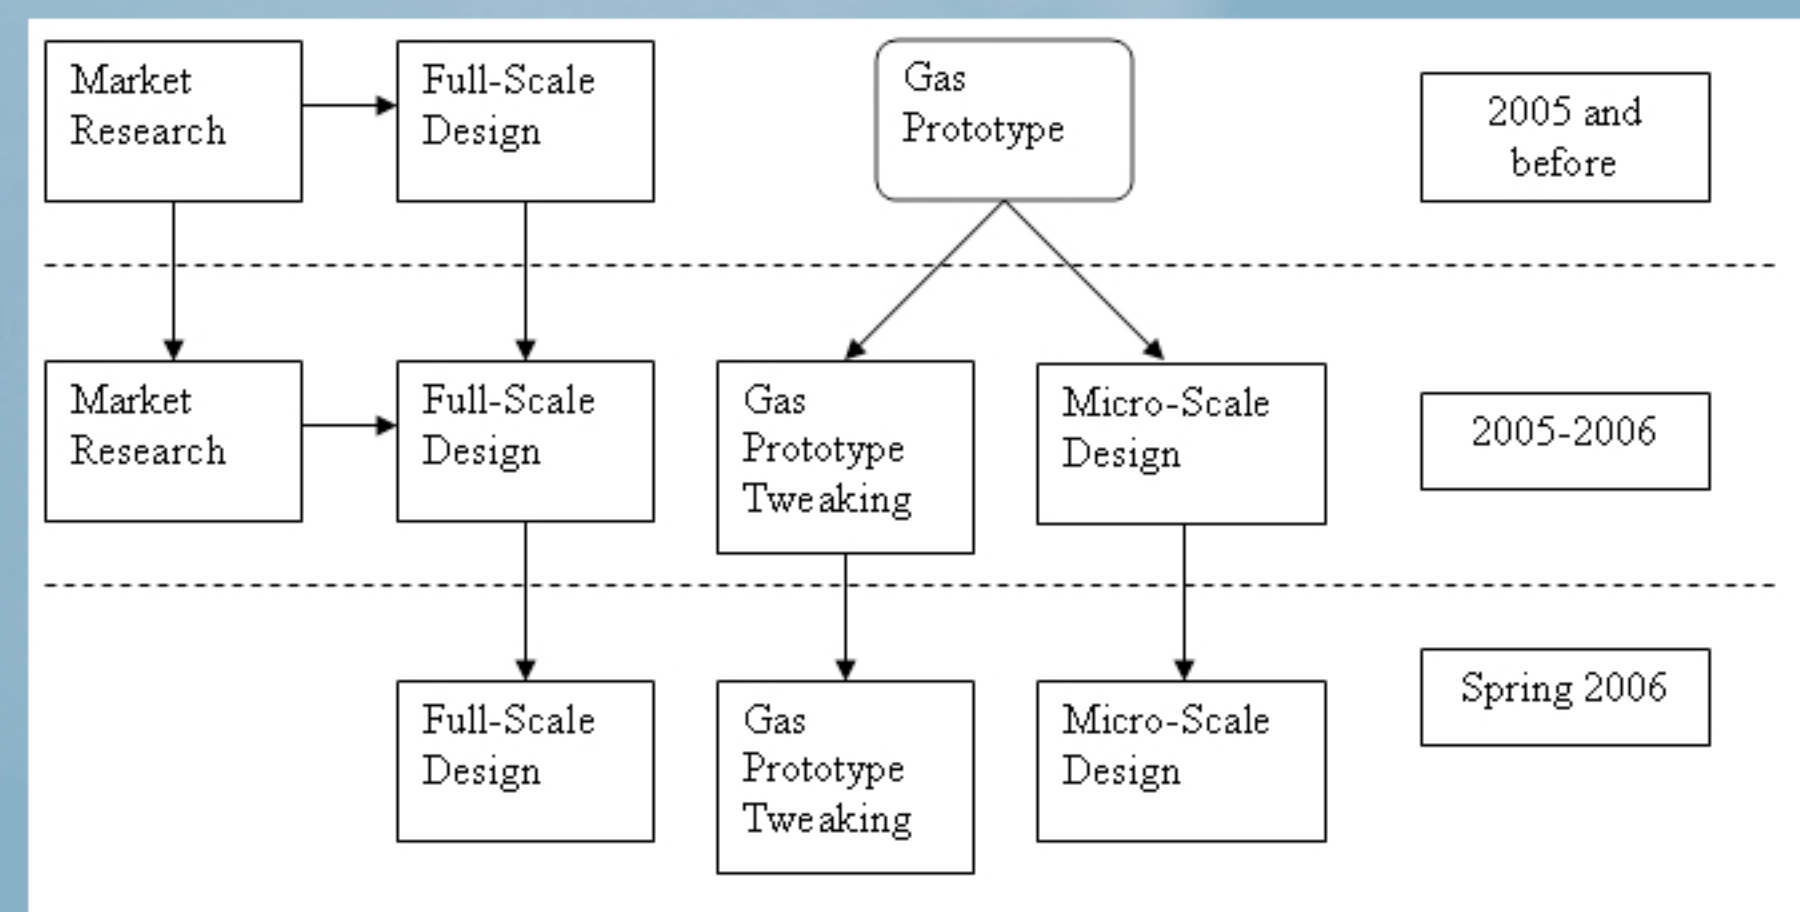 Market
Research
Full-Scale
Design
Gas
Prototype
2005 and
before
Market
Research
Full-Scale
Design
Gas
Prototype
Tweaking
Micro-Scale
Design
2005-2006
Full-Scale
Design
Gas
Prototype
Tweaking
Micro-Scale
Design
Spring 2006